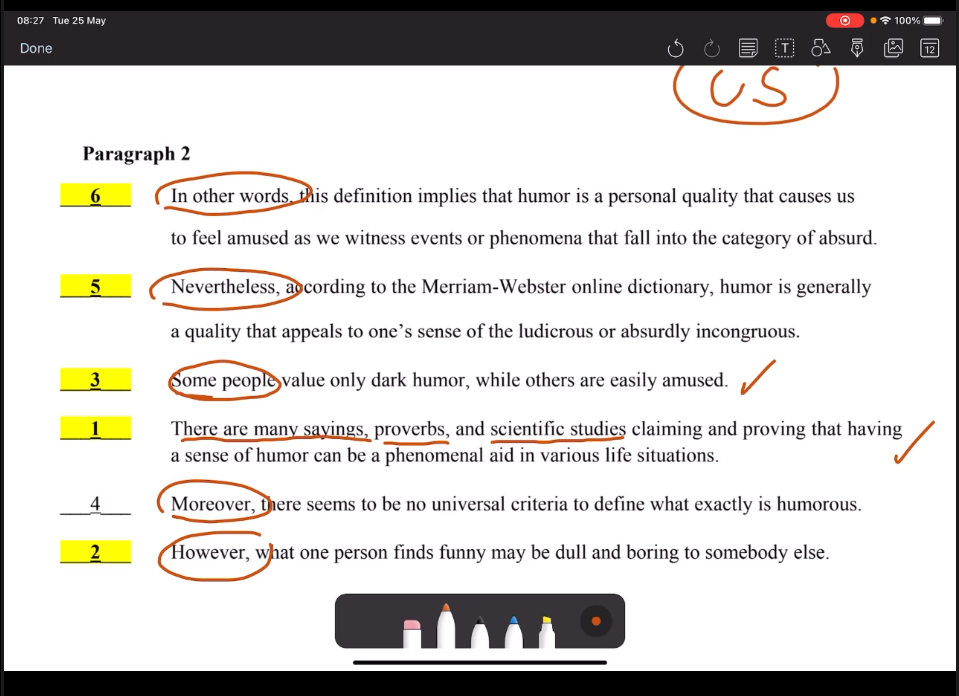 08:27 Tue 25 May
100%
Done
T
12
US
Paragraph 2
6 In other words, this definition implies that humor is a personal quality that causes us
to feel amused as we witness events or phenomena that fall into the category of absurd.
5 Nevertheless, according to the Merriam-Webster online dictionary, humor is generally
a quality that appeals to one’s sense of the ludicrous or absurdly incongruous.
3 Some people value only dark humor, while others are easily amused.
1 There are many sayings, proverbs, and scientific studies claiming and proving that having
a sense of humor can be a phenomenal aid in various life situations.
4 Moreover, there seems to be no universal criteria to define what exactly is humorous.
2 However, what one person finds funny may be dull and boring to somebody else.